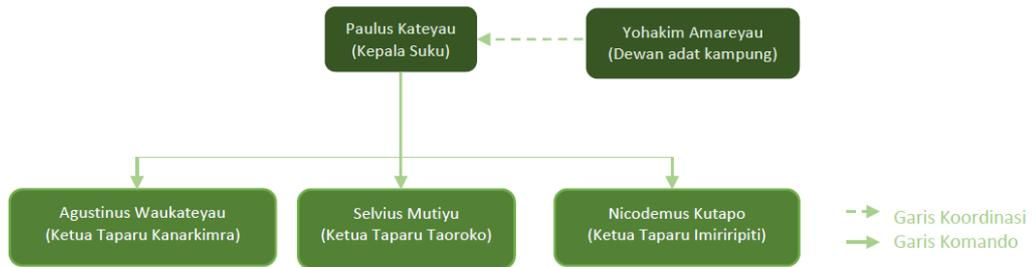 Paulus Kateyau
(Kepala Suku)
Yohakim Amareyau
(Dewan adat kampung)
Agustinus Waukateyau
(Ketua Taparu Kanarkimra)
Selvius Mutiyu
(Ketua Taparu Taoroko)
Nicodemus Kutapo
(Ketua Taparu Imiriripiti)
Garis Koordinasi
Garis Komando